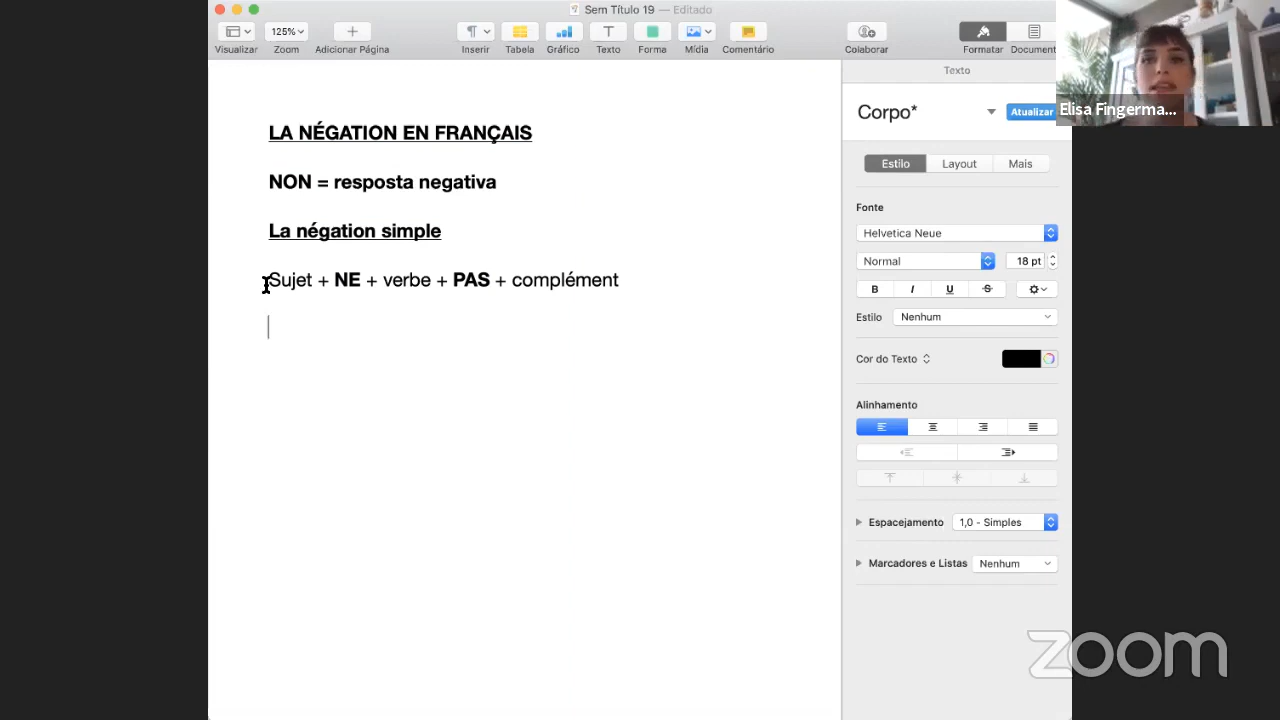 Sem Título 19 — Editado
125%
Visualizar Zoom Adicionar Página Inserir Tabela Gráfico Texto Forma Mídia Comentário Colaborar Formatar Document
Texto
Elisa Fingerma...
Corpo*
Atualizar
Estilo Layout Mais
Fonte
Helvetica Neue
Normal 18 pt
B I U S
Estilo Nenhum
Cor do Texto
Alinhamento
Espacejamento 1,0 - Simples
Marcadores e Listas Nenhum
LA NÉGATION EN FRANÇAIS
NON = resposta negativa
La négation simple
Sujet + NE + verbe + PAS + complément
zoom